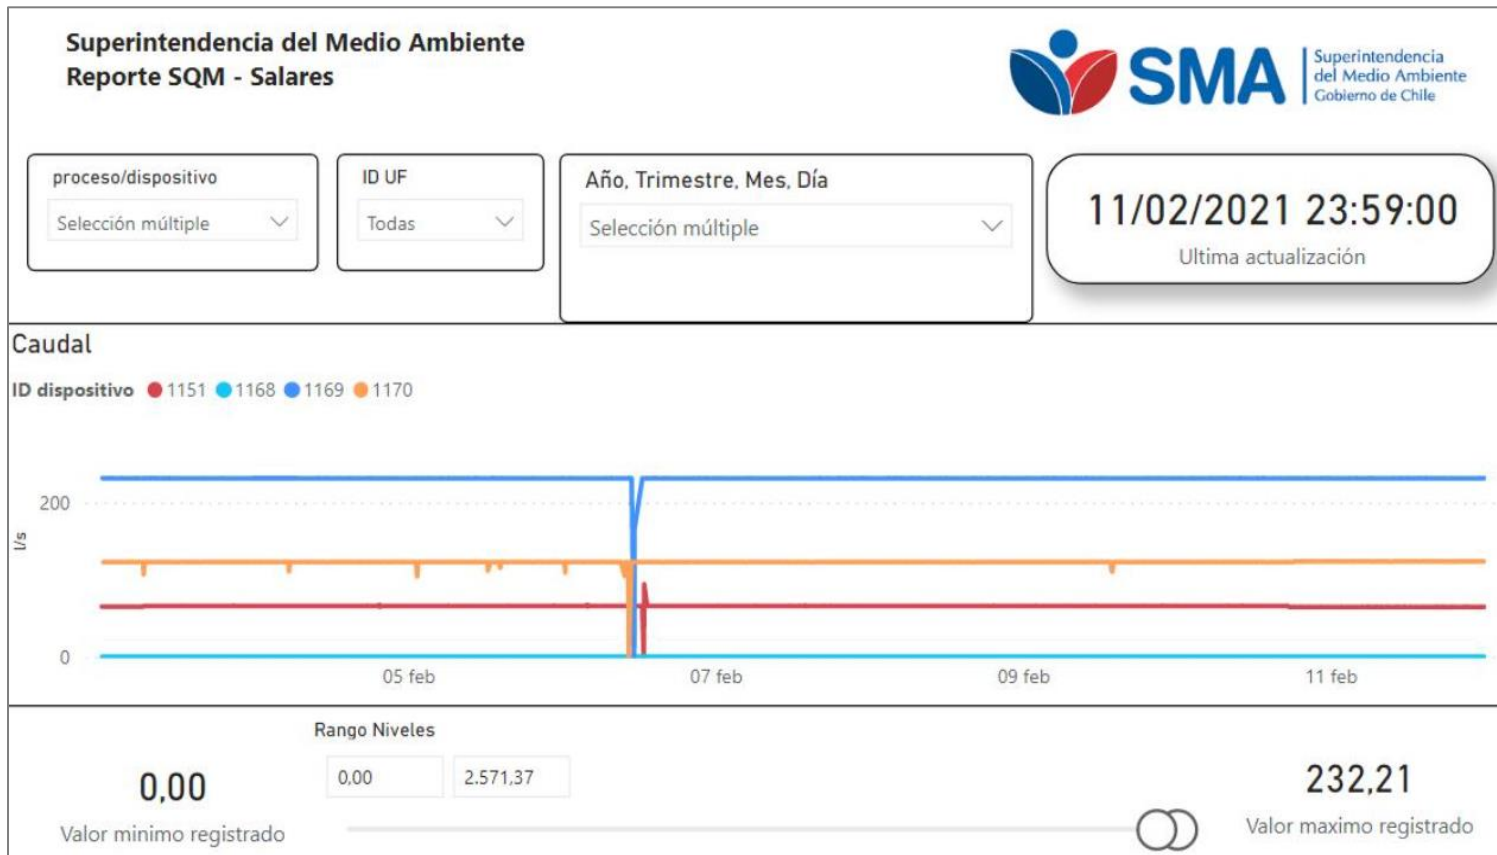 Superintendencia del Medio Ambiente
Reporte SQM - Salares
SMA
Superintendencia
del Medio Ambiente
Gobierno de Chile
proceso/dispositivo
Selección múltiple
ID UF
Todas
Año, Trimestre, Mes, Día
Selección múltiple
11/02/2021 23:59:00
Ultima actualización
Caudal
ID dispositivo 1151 1168 1169 1170
200
l/s
0
05 feb 07 feb 09 feb 11 feb
Rango Niveles
0,00 2.571,37
0,00
Valor minimo registrado
232,21
Valor maximo registrado